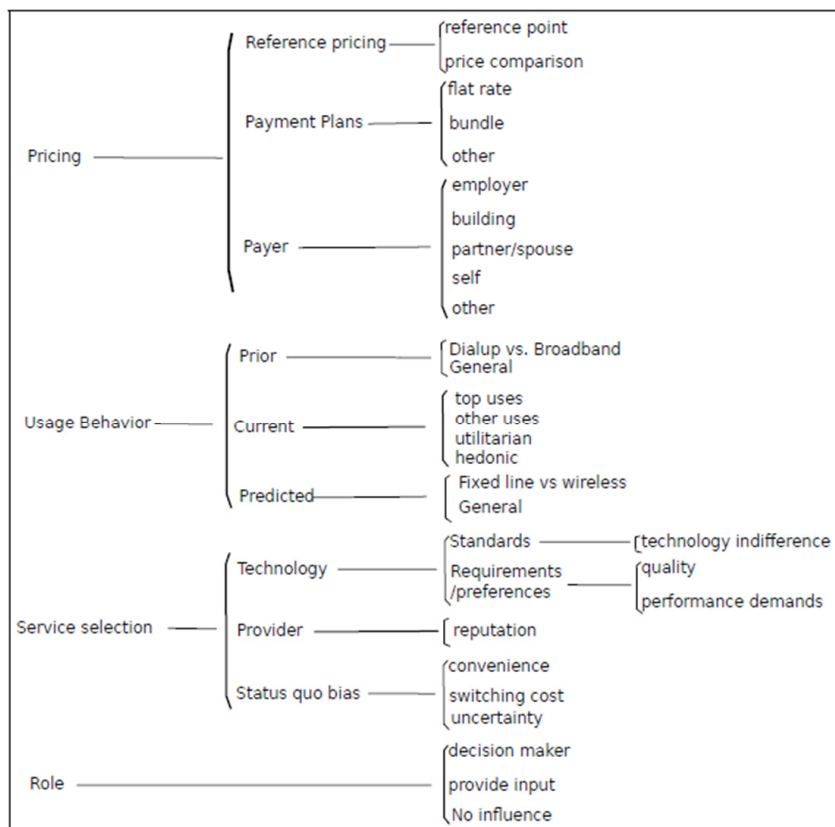 Pricing
Reference pricing
reference point
price comparison
Payment Plans
flat rate
bundle
other
Payer
employer
building
partner/spouse
self
other
Usage Behavior
Prior
Dialup vs. Broadband
General
Current
top uses
other uses
utilitarian
hedonic
Predicted
Fixed line vs wireless
General
Service selection
Technology
Standards
technology indifference
Requirements
/preferences
quality
performance demands
Provider
reputation
Status quo bias
convenience
switching cost
uncertainty
Role
decision maker
provide input
No influence